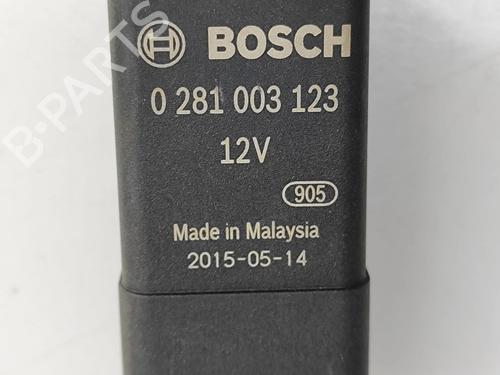 B-PARTS
BOSCH
0 281 003 123
12V
905
Made in Malaysia
2015-05-14